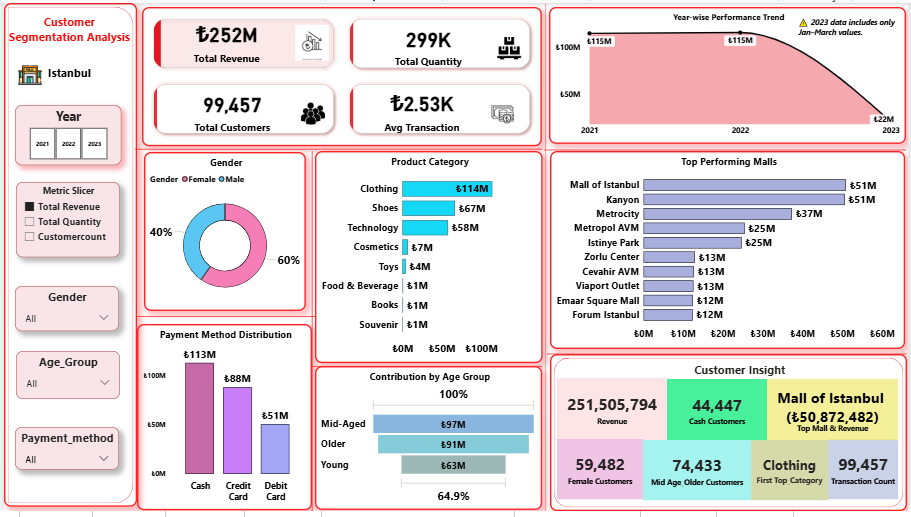 Customer
Segmentation Analysis
Istanbul
Year
2021
2022
2023
Metric Slicer
Total Revenue
Total Quantity
Customercount
Gender
All
Age_Group
All
Payment_method
All
₺252M
Total Revenue
299K
Total Quantity
99,457
Total Customers
₺2.53K
Avg Transaction
Year-wise Performance Trend
2023 data includes only
Jan–March values.
₺100M
₺50M
₺115M
₺115M
₺22M
2021
2022
2023
Gender
Gender Female Male
40%
60%
Product Category
Clothing ₺114M
Shoes ₺67M
Technology ₺58M
Cosmetics ₺7M
Toys ₺4M
Food & Beverage ₺1M
Books ₺1M
Souvenir ₺1M
₺0M ₺50M ₺100M
Top Performing Malls
Mall of Istanbul ₺51M
Kanyon ₺51M
Metrocity ₺37M
Metropol AVM ₺25M
Istinye Park ₺25M
Zorlu Center ₺13M
Cevahir AVM ₺13M
Viaport Outlet ₺13M
Emaar Square Mall ₺12M
Forum Istanbul ₺12M
₺0M ₺10M ₺20M ₺30M ₺40M ₺50M ₺60M
Payment Method Distribution
₺100M
₺50M
₺0M
₺113M
₺88M
₺51M
Cash
Credit
Card
Debit
Card
Contribution by Age Group
100%
Mid-Aged ₺97M
Older ₺91M
Young ₺63M
64.9%
Customer Insight
251,505,794
Revenue
44,447
Cash Customers
Mall of Istanbul
(₺50,872,482)
Top Mall & Revenue
59,482
Female Customers
74,433
Mid Age Older Customers
Clothing
First Top Category
99,457
Transaction Count